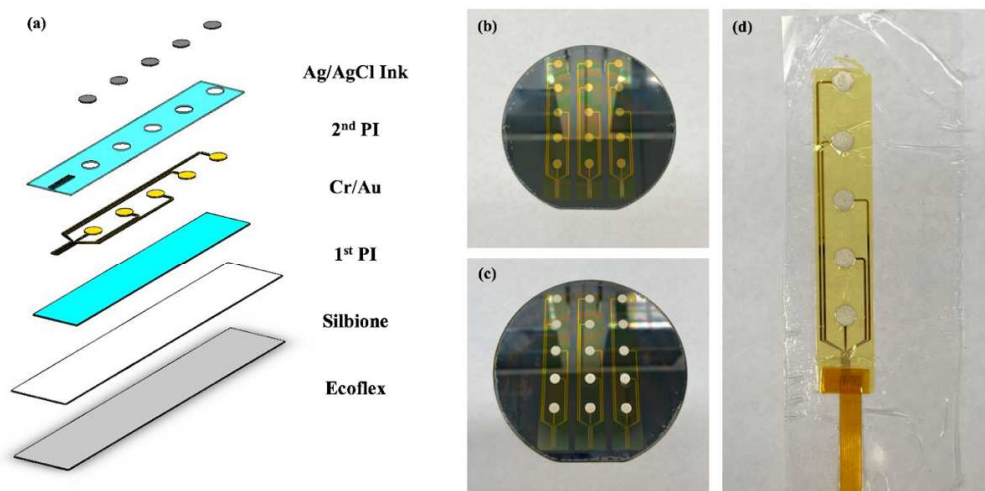 (a)
Ag/AgCl Ink
2nd PI
Cr/Au
1st PI
Silbione
Ecoflex
(b)
(c)
(d)